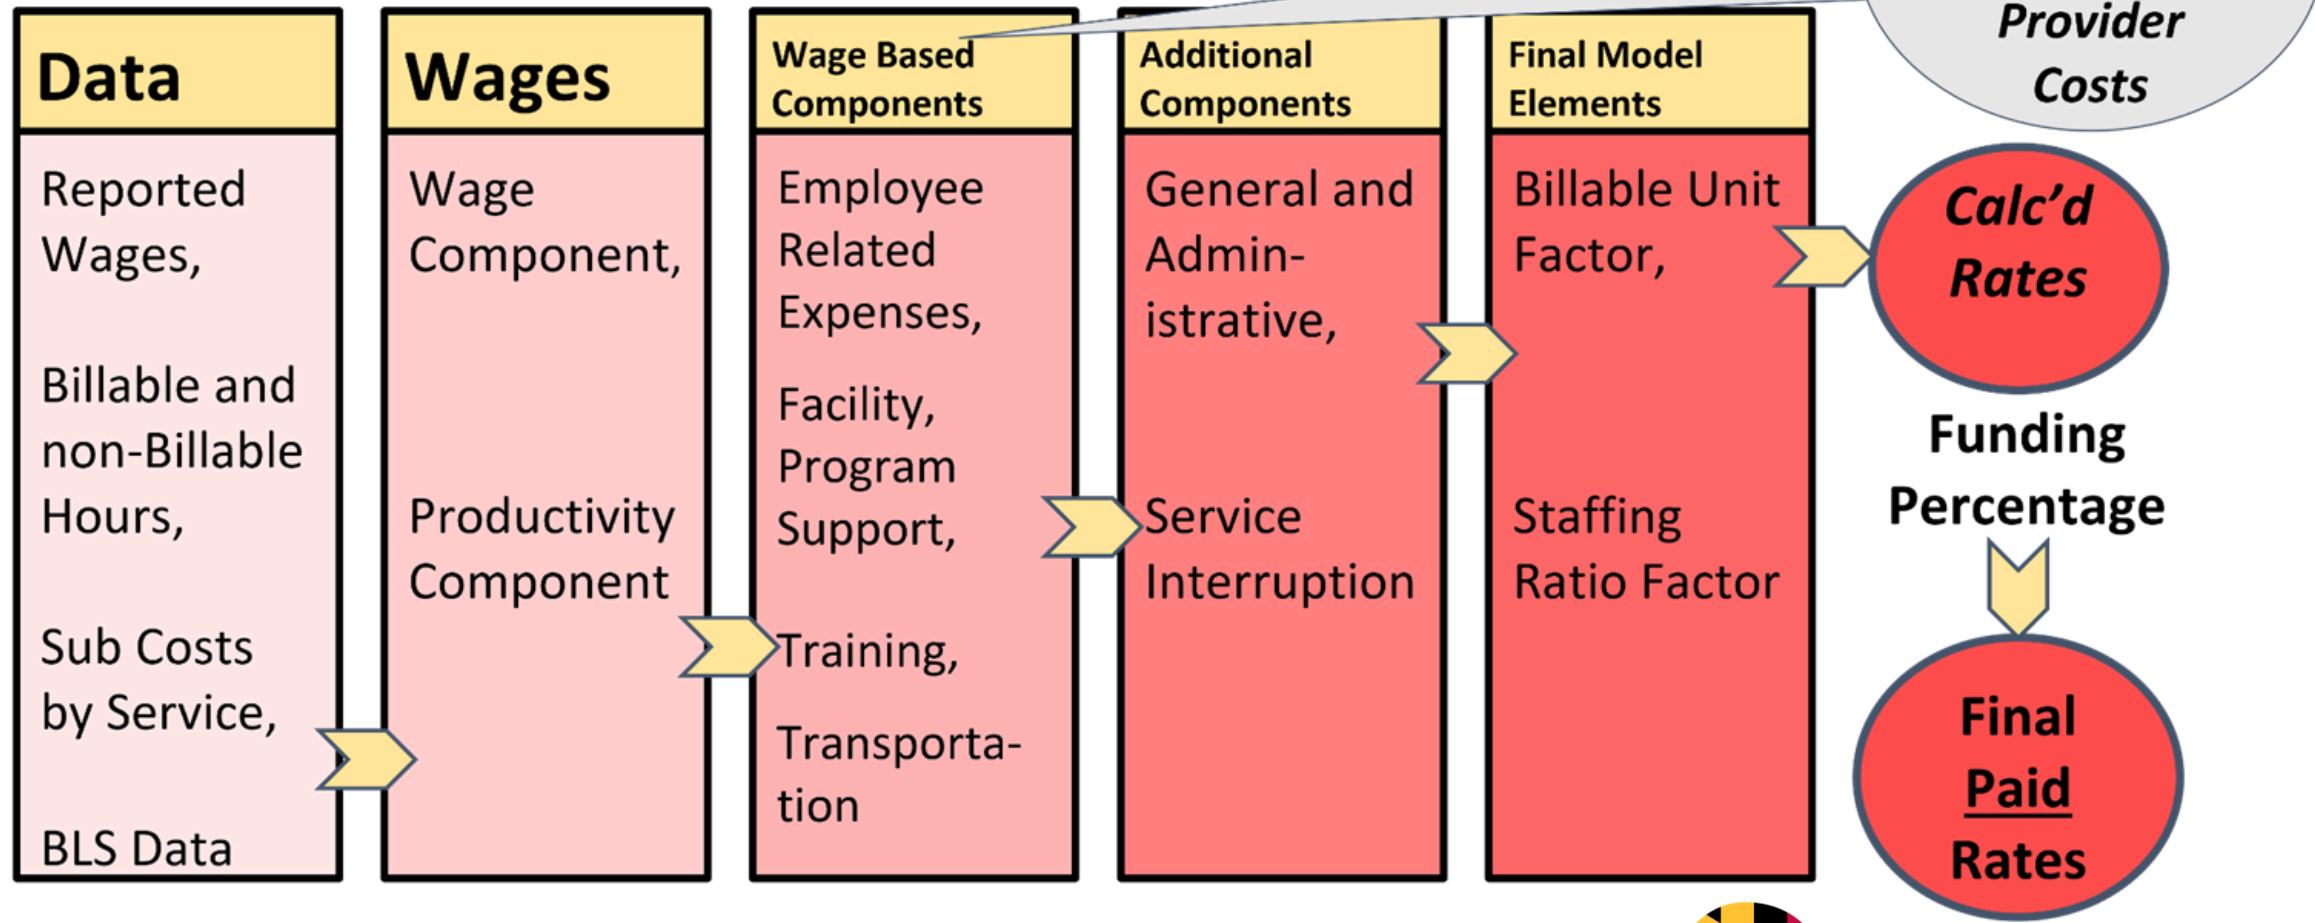 Data
Reported
Wages,
Billable and
non-Billable
Hours,
Sub Costs
by Service,
BLS Data
Wages
Wage
Component,
Productivity
Component
Wage Based
Components
Employee
Related
Expenses,
Facility,
Program
Support,
Training,
Transporta-
tion
Additional
Components
General and
Admin-
istrative,
Service
Interruption
Final Model
Elements
Billable Unit
Factor,
Staffing
Ratio Factor
Provider
Costs
Calc’d
Rates
Funding
Percentage
Final
Paid
Rates